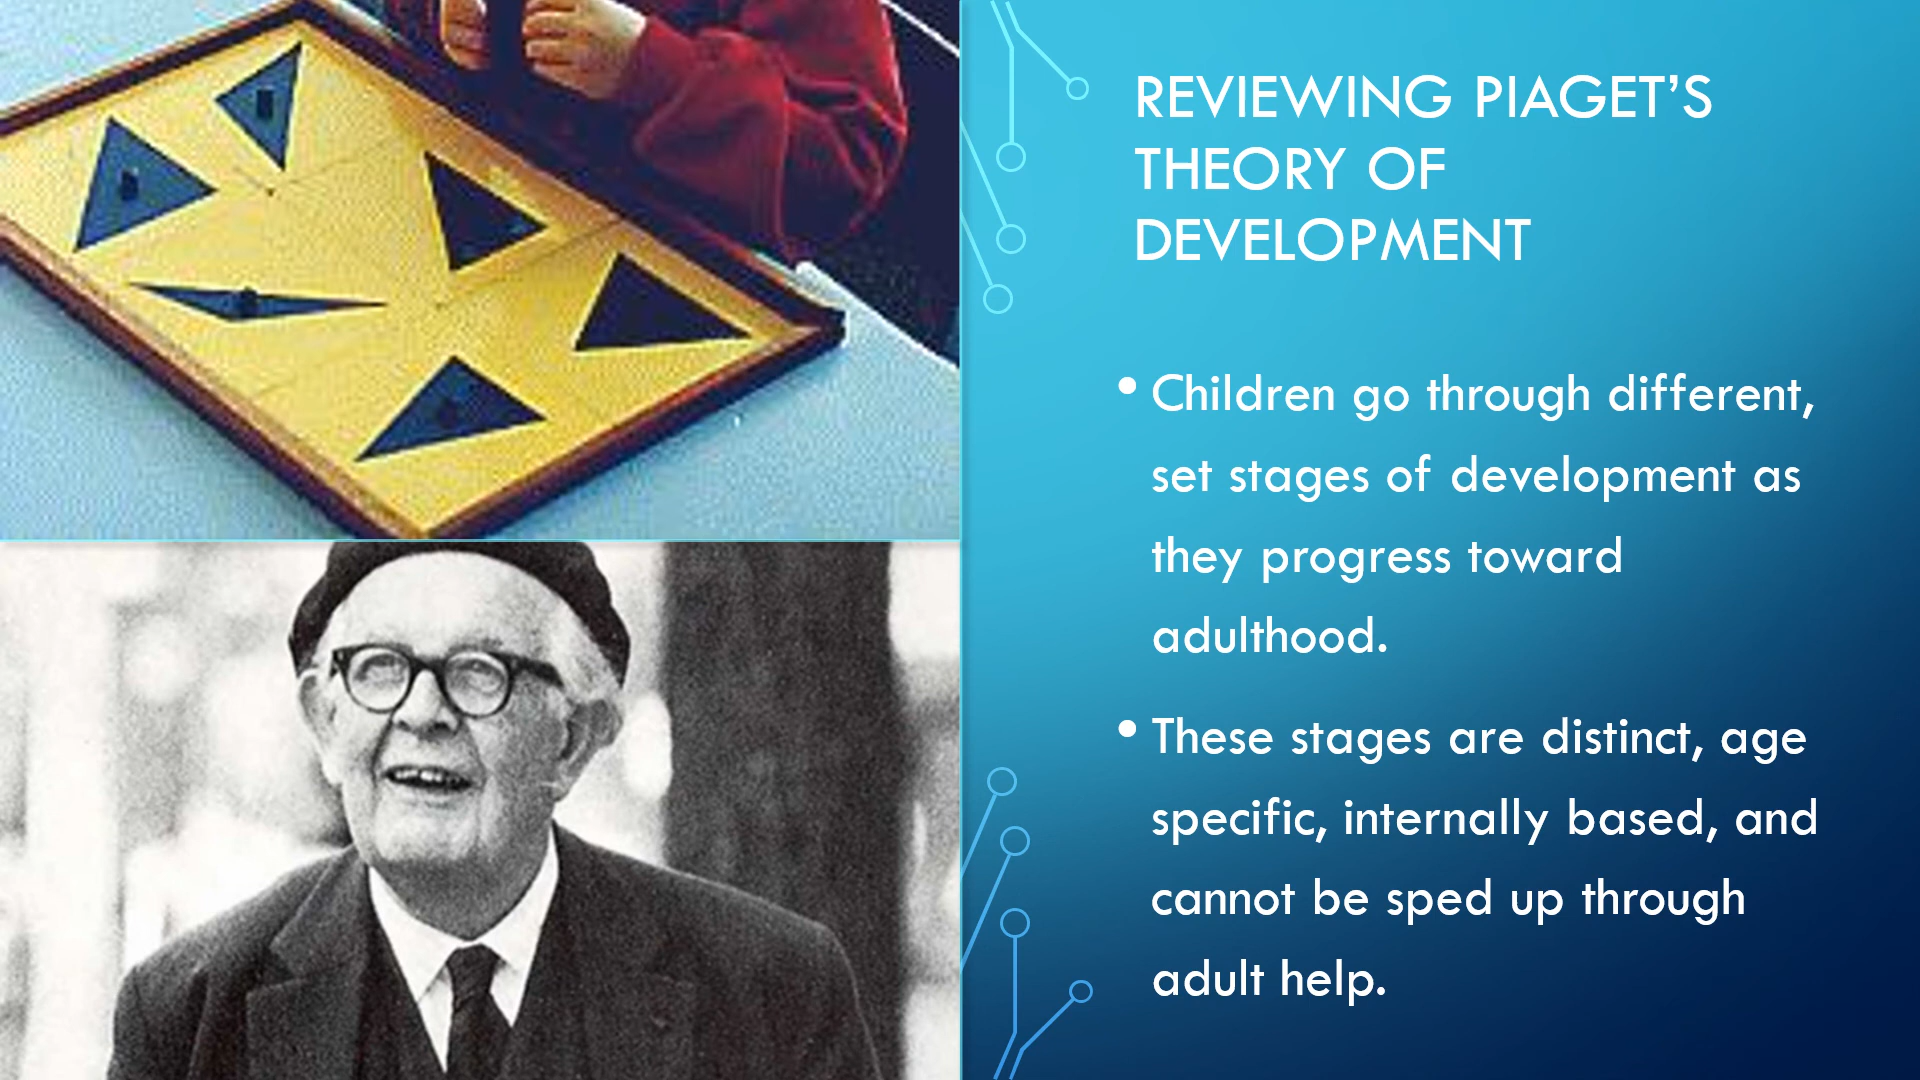 REVIEWING PIAGET’S
THEORY OF
DEVELOPMENT
• Children go through different,
set stages of development as
they progress toward
adulthood.
• These stages are distinct, age
specific, internally based, and
cannot be sped up through
adult help.